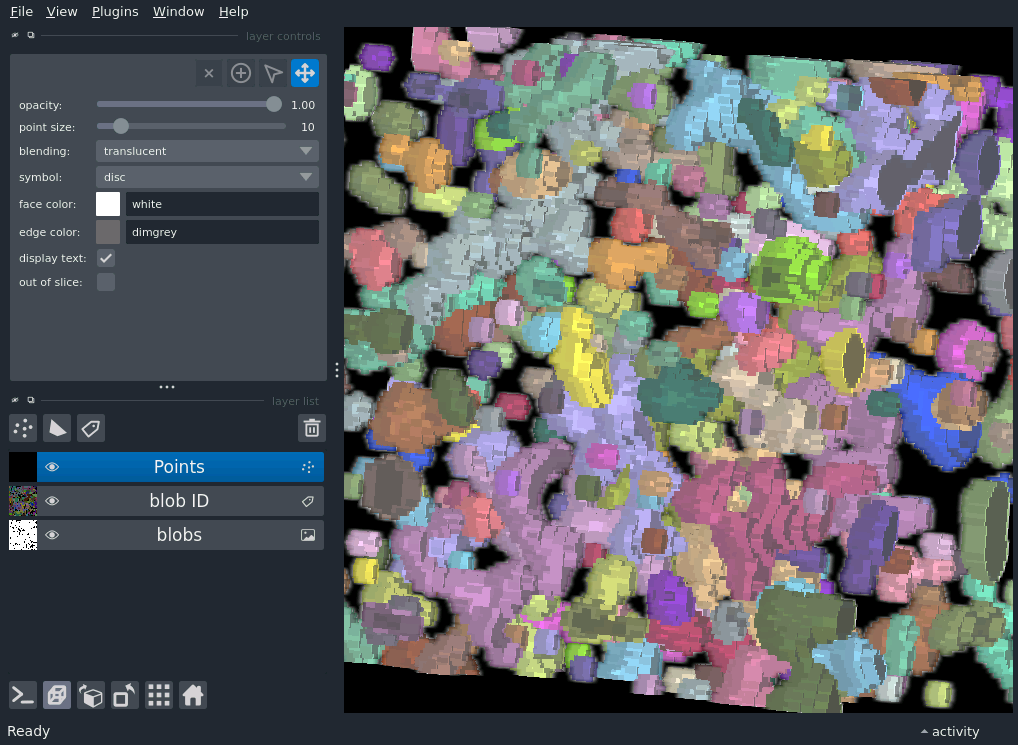 File View Plugins Window Help
layer controls
opacity: 1.00
point size: 10
blending: translucent
symbol: disc
face color: white
edge color: dimgrey
display text:
out of slice:
layer list
Points
blob ID
blobs
Ready
activity